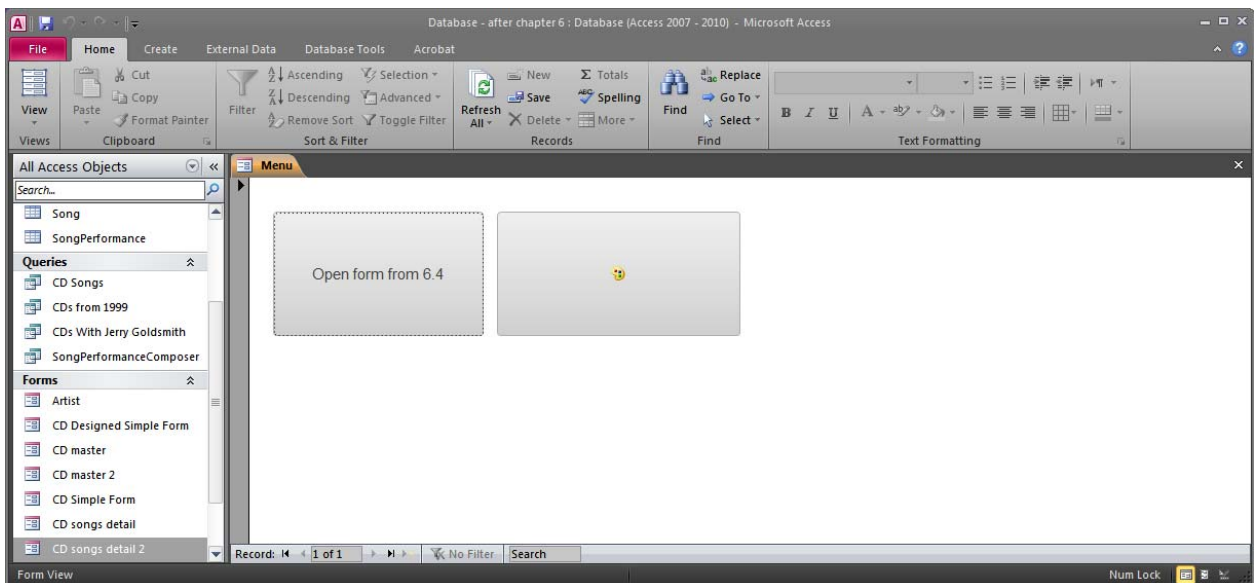 Database - after chapter 6 : Database (Access 2007 - 2010) - Microsoft Access
File Home Create External Data Database Tools Acrobat
View
Views
Paste
Cut
Copy
Format Painter
Clipboard
Filter
Ascending
Descending
Remove Sort
Selection
Advanced
Toggle Filter
Sort & Filter
Refresh
All
New
Save
Delete
Totals
Spelling
More
Records
Find
Replace
Go To
Select
Find
B I U A
Text Formatting
All Access Objects
Search...
Song
SongPerformance
Queries
CD Songs
CDs from 1999
CDs With Jerry Goldsmith
SongPerformanceComposer
Forms
Artist
CD Designed Simple Form
CD master
CD master 2
CD Simple Form
CD songs detail
CD songs detail 2
Menu
Open form from 6.4
Record: 1 of 1 No Filter Search
Form View Num Lock